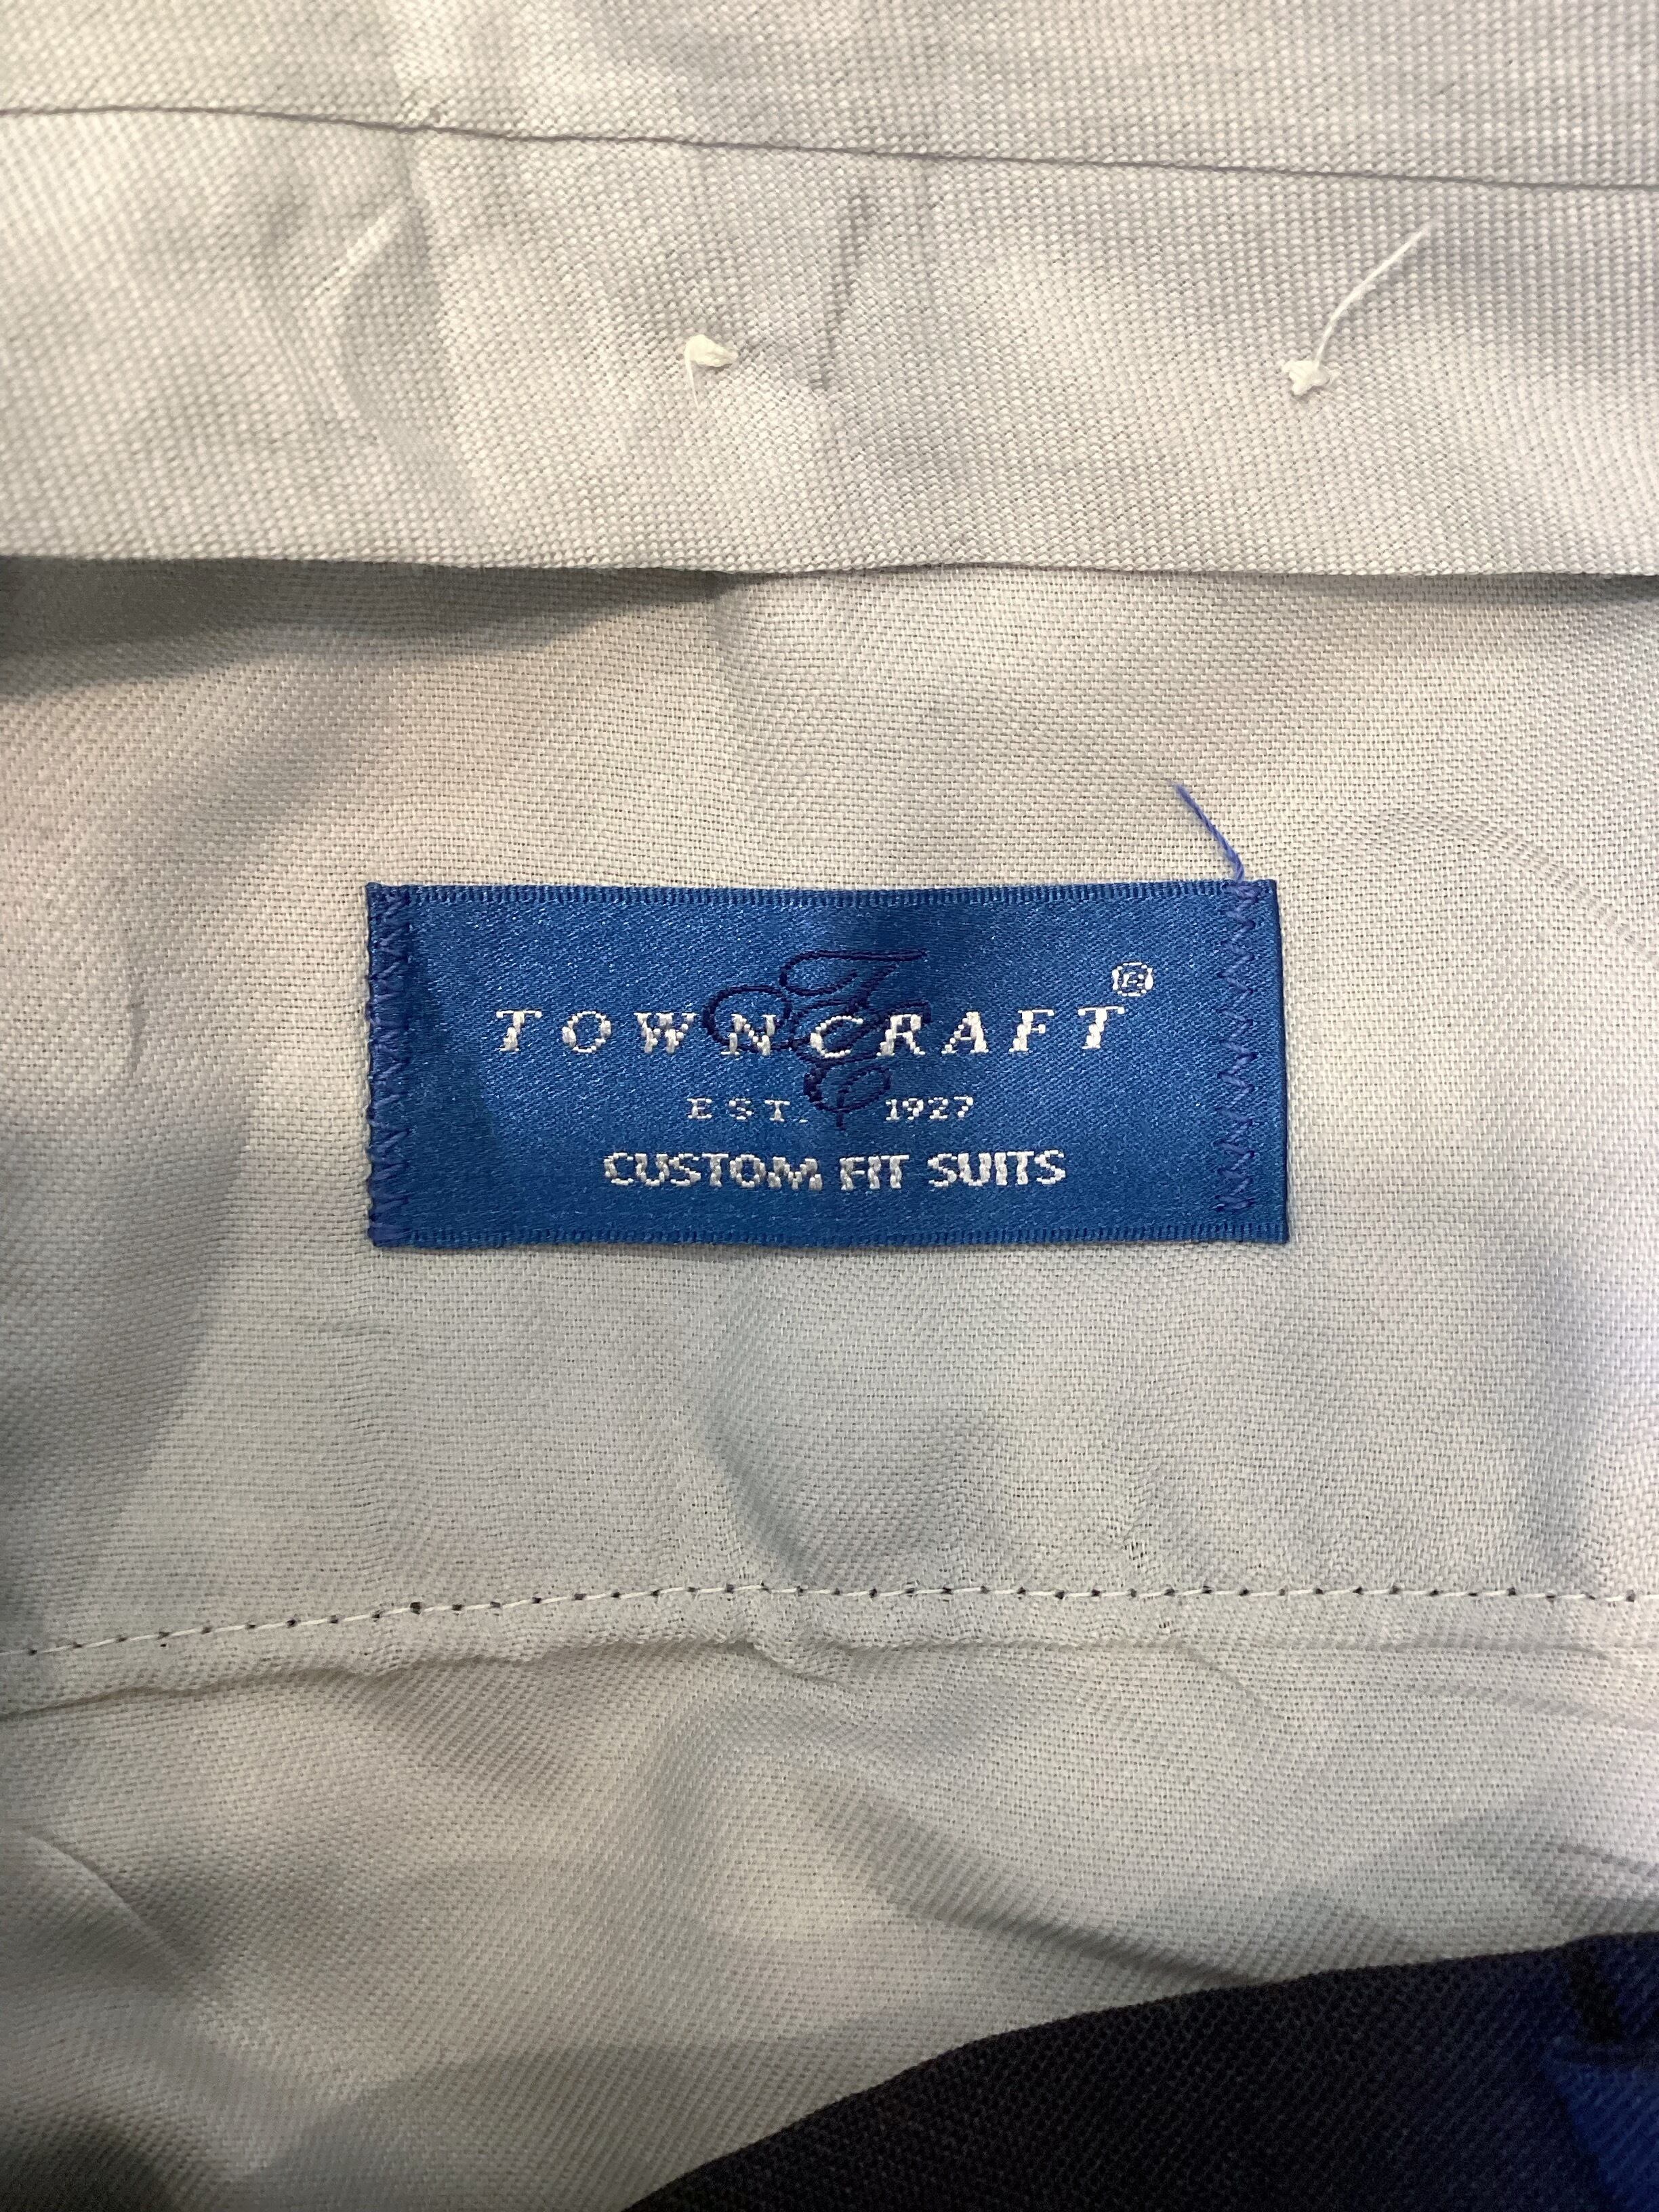 TOWNCRAFT®
EST. 1927
CUSTOM FIT SUITS